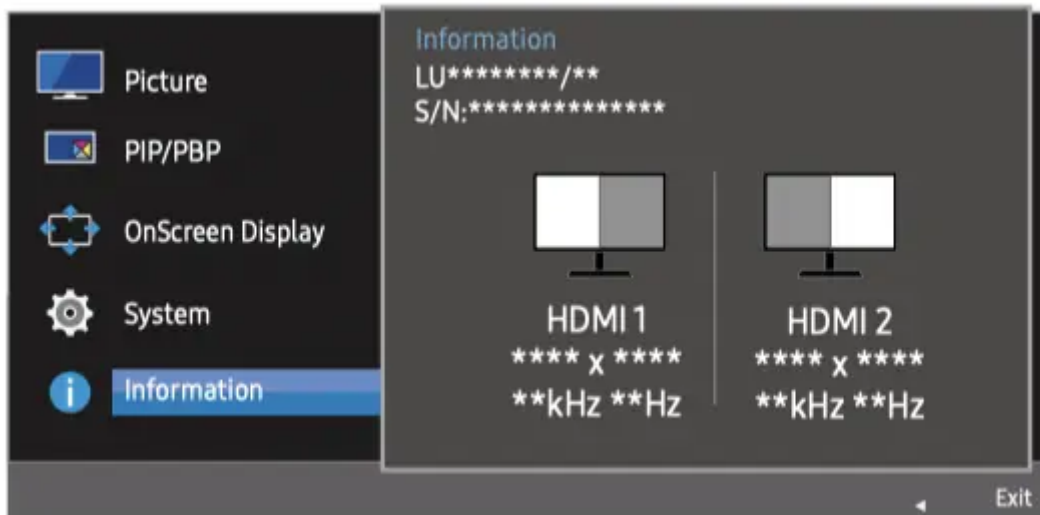 Picture
PIP/PBP
OnScreen Display
System
Information
Information
LU********/**
S/N:**************
HDMI 1
**** x ****
**kHz **Hz
HDMI 2
**** x ****
**kHz **Hz
Exit